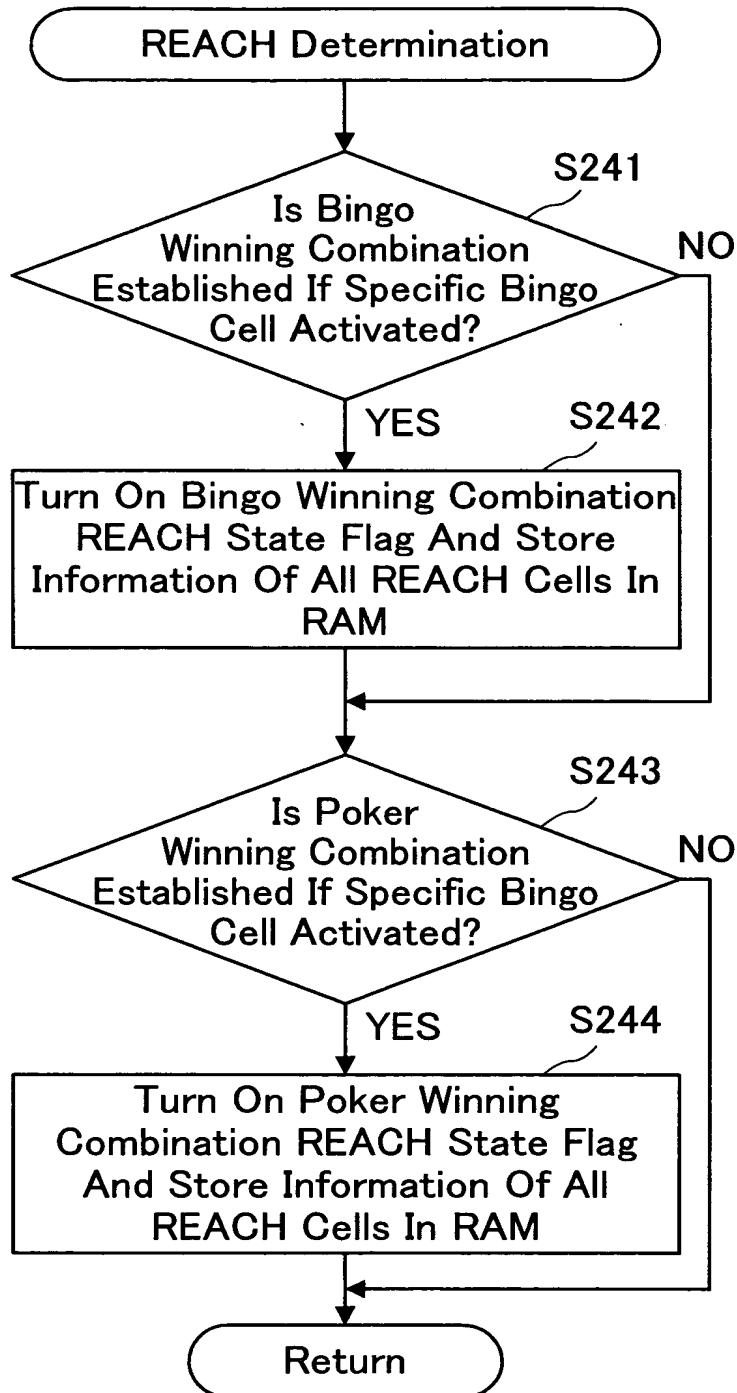 REACH Determination
S241
Is Bingo
Winning Combination
Established If Specific Bingo
Cell Activated?
NO
YES
S242
Turn On Bingo Winning Combination
REACH State Flag And Store
Information Of All REACH Cells In
RAM
S243
Is Poker
Winning Combination
Established If Specific Bingo
Cell Activated?
NO
YES
S244
Turn On Poker Winning
Combination REACH State Flag
And Store Information Of All
REACH Cells In RAM
Return